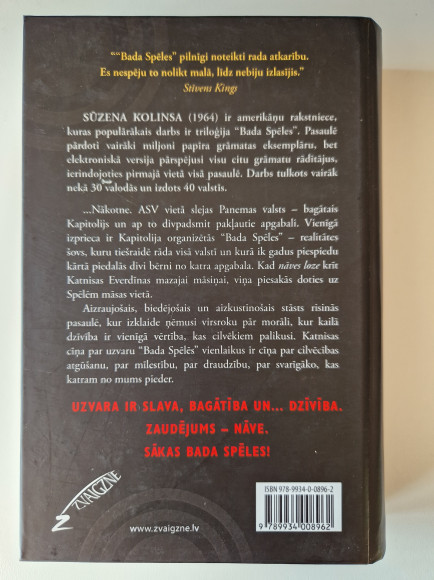 ““Bada Spēles” pilnīgi noteikti rada atkarību.
Es nespēju to nolikt malā, līdz nebiju izlasījis.”
Stīvens Kings
SŪZENA KOLINSA (1964) ir amerikāņu rakstniece,
kuras populārākais darbs ir triloģija “Bada Spēles”. Pasaulē
pārdoti vairāki miljoni papīra grāmatas eksemplāru, bet
elektroniskā versija pārspējusi visu citu grāmatu rādītājus,
ierindojoties pirmajā vietā visā pasaulē. Darbs tulkots vairāk
nekā 30 valodās un izdots 40 valstīs.
...Nākotne. ASV vietā slejas Panemas valsts – bagātais
Kapitolijs un ap to divpadsmit pakļautie apgabali. Vienīgā
izprieca ir Kapitolija organizētās “Bada Spēles” – realitātes
šovs, kuru tiešraidē rāda visā valstī un kurā ik gadus piespiedu
kārtā piedalās divi bērni no katra apgabala. Kad nāves loze krīt
Katnisas Everdīnas mazajai māsiņai, viņa piesakās doties uz
Spēlēm māsas vietā.
Aizraujošais, biedējošais un aizkustinošais stāsts risinās
pasaulē, kur izklaide ņēmusi virsroku pār morāli, kur kailā
dzīvība ir vienīgā vērtība, kas cilvēkiem palikusi. Katnisas
cīņa par uzvaru “Bada Spēlēs” vienlaikus ir cīņa par cilvēcības
atgūšanu, par mīlestību, par draudzību, par svarīgāko, kas
katram no mums pieder.
UZVARA IR SLAVA, BAGĀTĪBA UN... DZĪVĪBA.
ZAUDĒJUMS – NĀVE.
SĀKAS BADA SPĒLES!
ISBN 978-9934-0-0896-2
ZVAIGZNE
www.zvaigzne.lv
9 789934 008962